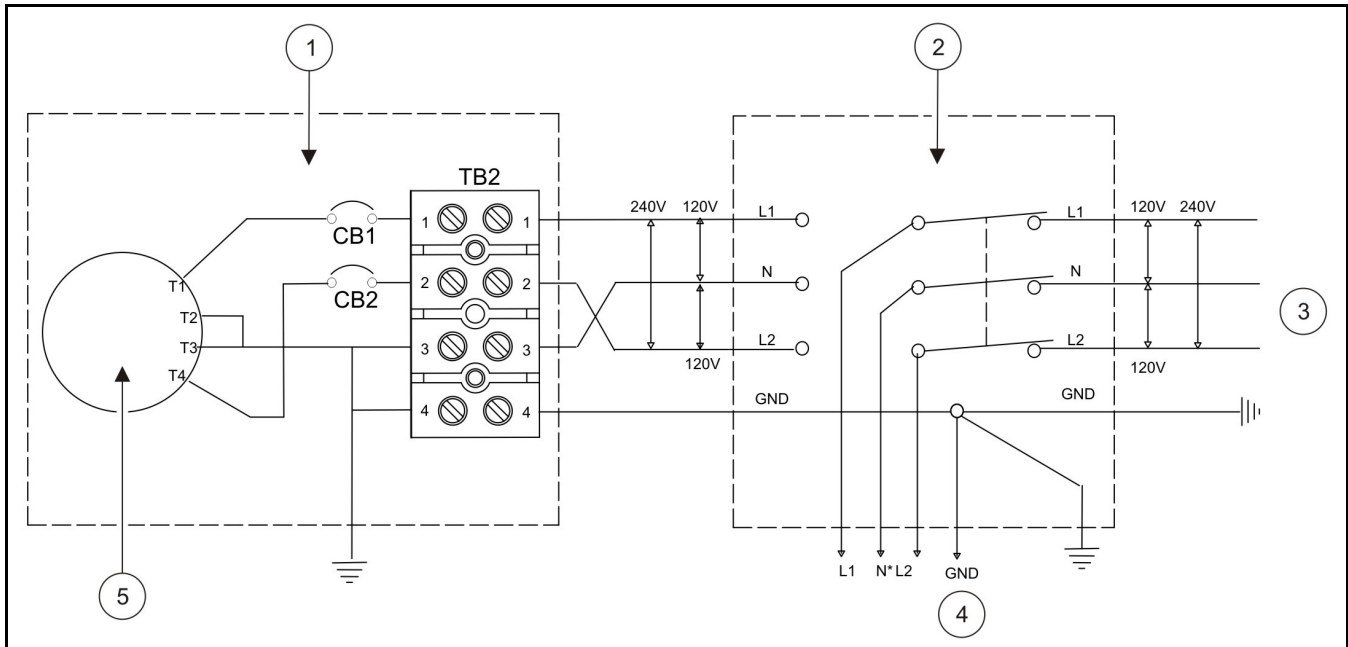 1
2
TB2
CB1
CB2
T1
T2
T3
T4
1 1
2 2
3 3
4 4
240V 120V
120V
L1
N
L2
GND
L1
N
L2
GND
120V 240V
120V
3
L1 N* L2 GND
4
5